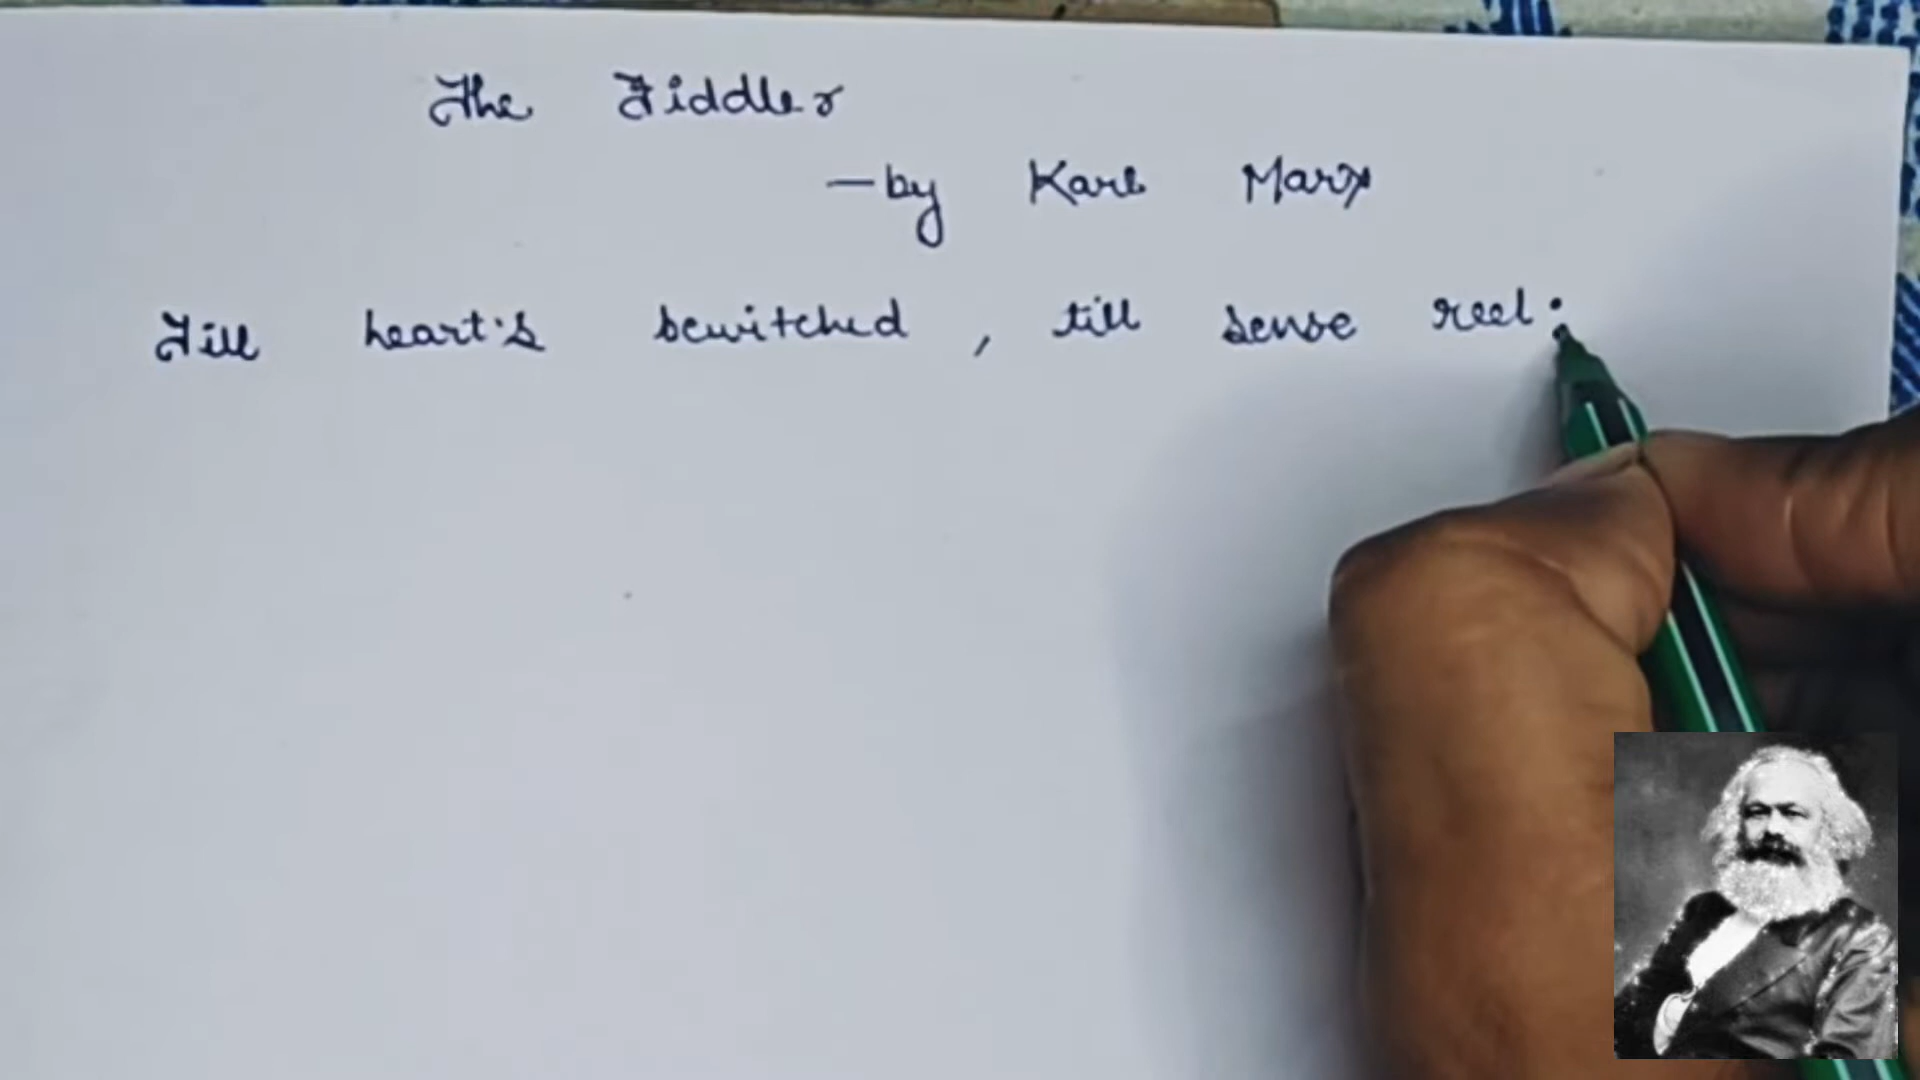 The Fiddler
—by Karl Marx
Till heart's bewitched, till sense reel: